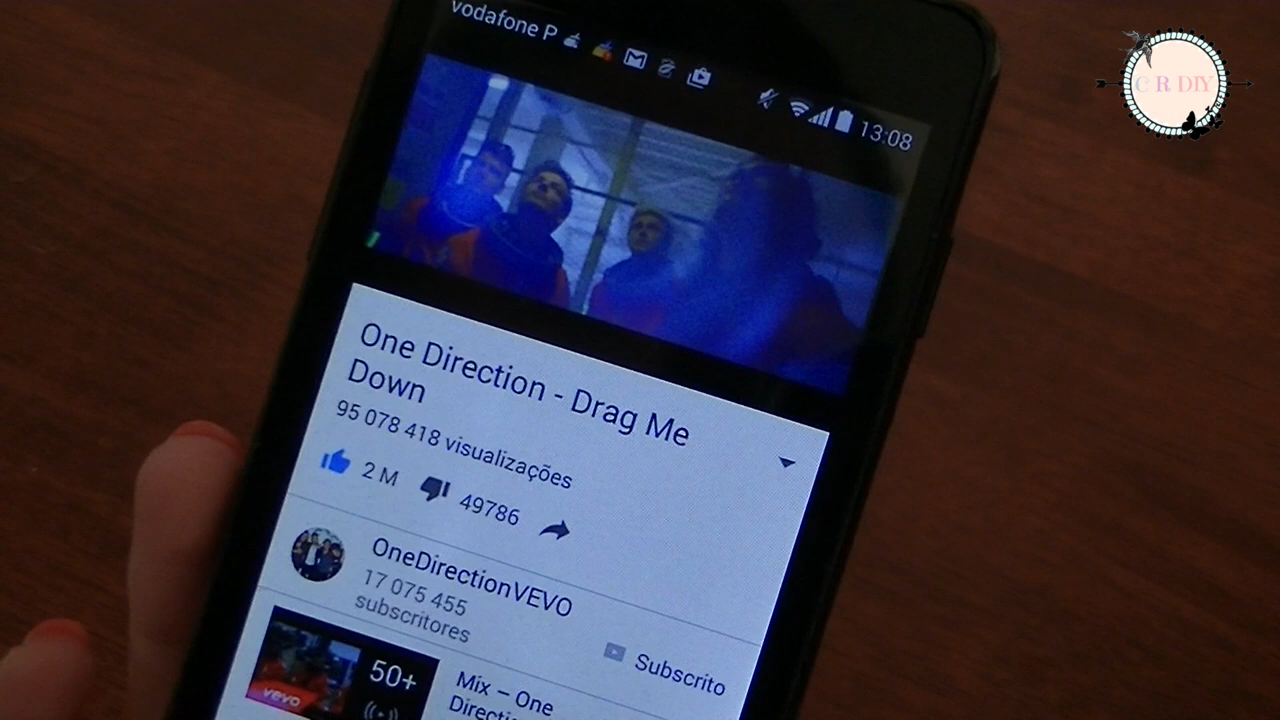 vodafone P
13:08
C R DIY
One Direction - Drag Me
Down
95 078 418 visualizações
2 M
49786
OneDirectionVEVO
17 075 455
subscritores
Subscrito
vevo
50+
Mix – One